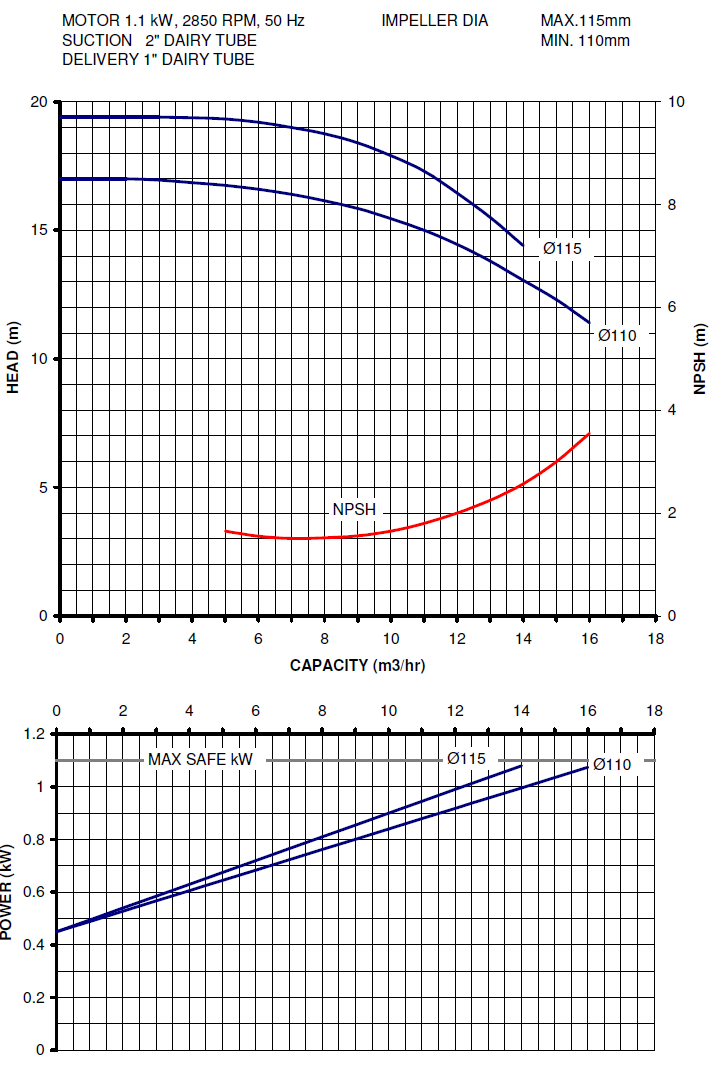 MOTOR 1.1 kW, 2850 RPM, 50 Hz IMPELLER DIA MAX.115mm
SUCTION 2" DAIRY TUBE MIN. 110mm
DELIVERY 1" DAIRY TUBE
20 10
8
15 Ø115
6
Ø110
HEAD (m) NPSH (m)
10
4
5 NPSH 2
0 0
0 2 4 6 8 10 12 14 16 18
CAPACITY (m3/hr)
0 2 4 6 8 10 12 14 16 18
1.2
MAX SAFE kW Ø115 Ø110
1
0.8
POWER (kW)
0.6
0.4
0.2
0